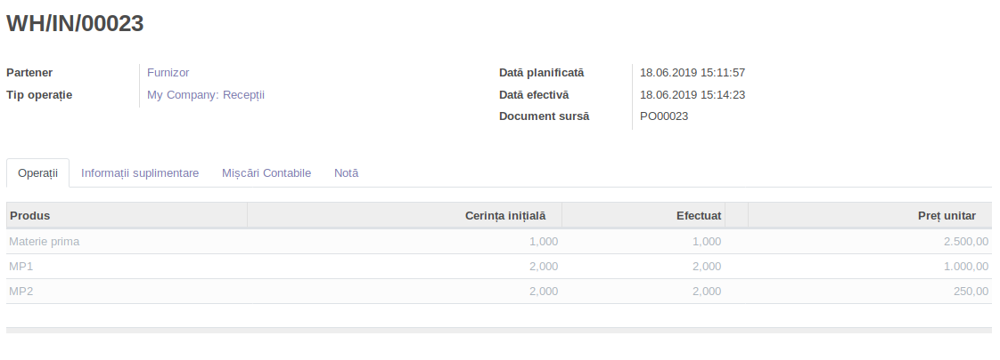 WH/IN/00023
Partener Furnizor Dată planificată 18.06.2019 15:11:57
Tip operație My Company: Recepții Dată efectivă 18.06.2019 15:14:23
Document sursă PO00023
Operații Informații suplimentare Mișcări Contabile Notă
Produs Cerința inițială Efectuat Preț unitar
Materie prima 1,000 1,000 2.500,00
MP1 2,000 2,000 1.000,00
MP2 2,000 2,000 250,00